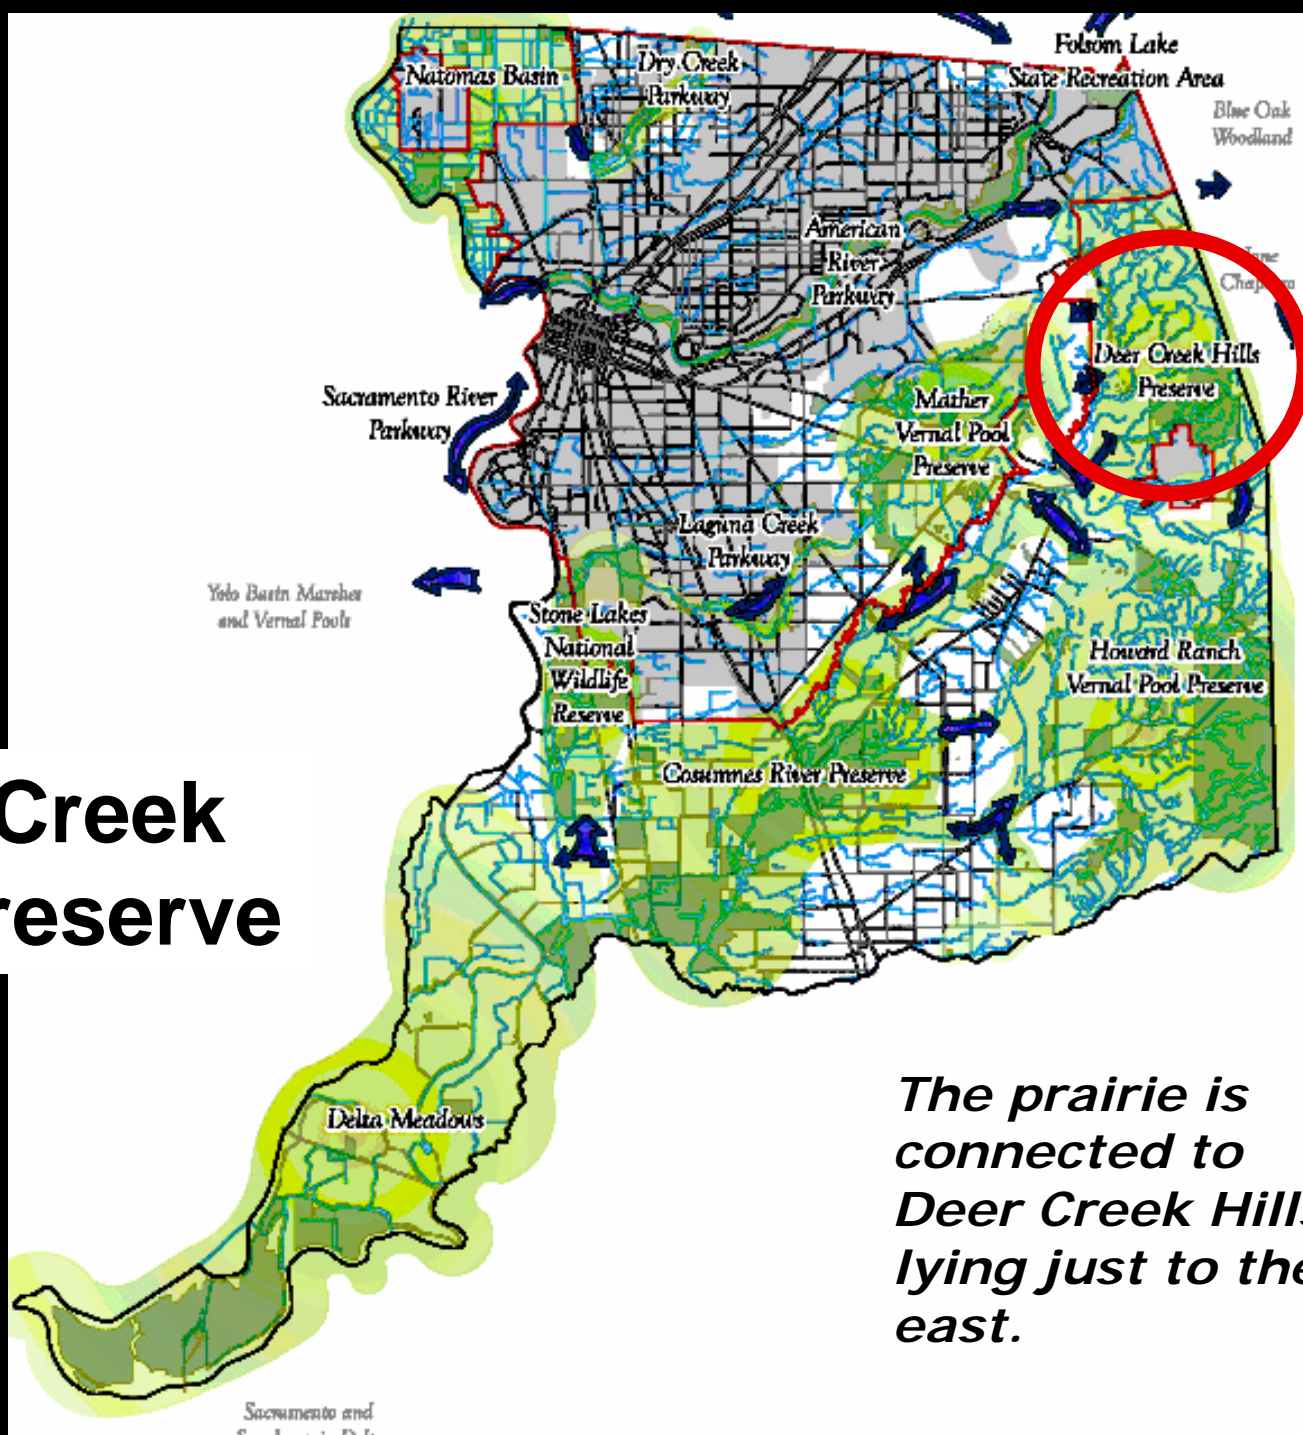 Folsom Lake
State Recreation Area
Natomas Basin
Dry Creek
Parkway
Blue Oak
Woodland
American
River
Parkway
Deer Creek Hills
Preserve
Sacramento River
Parkway
Mather
Vernal Pool
Preserve
Laguna Creek
Parkway
Yolo Basin Marshes
and Vernal Pools
Stone Lakes
National
Wildlife
Reserve
Howard Ranch
Vernal Pool Preserve
Cosumnes River Preserve
Creek
reserve
Delta Meadows
The prairie is
connected to
Deer Creek Hills
lying just to the
east.
Sacramento and